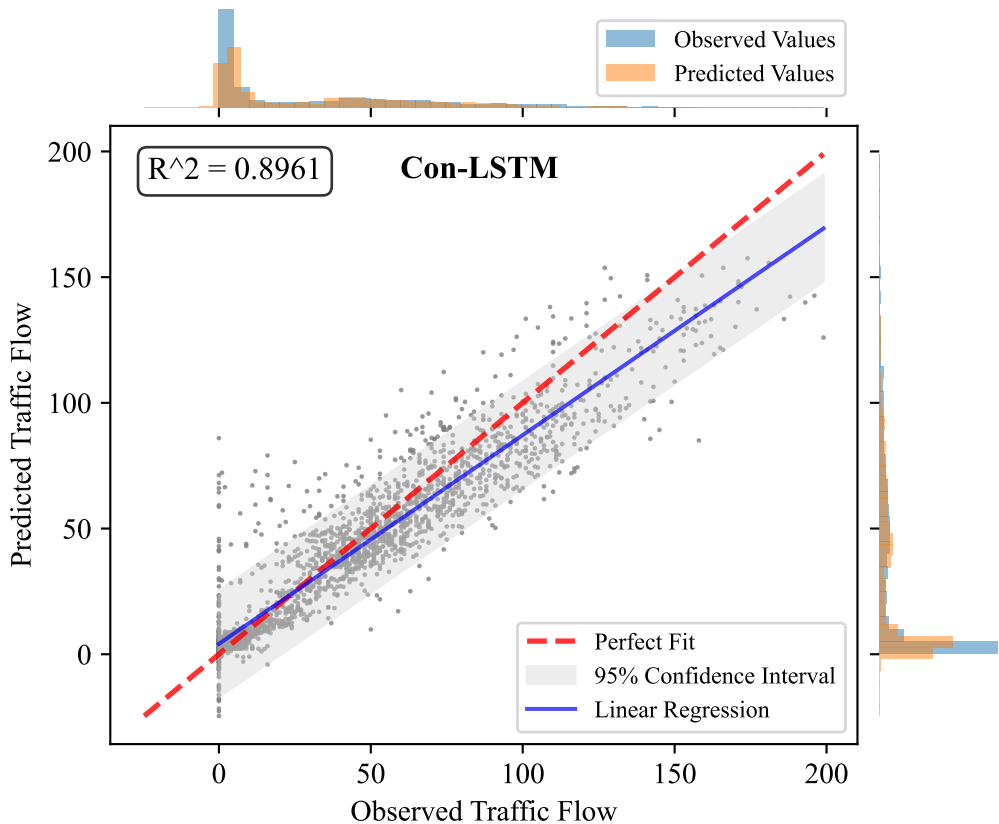 Observed Values
Predicted Values
R^2 = 0.8961
Con-LSTM
200
150
100
50
0
Predicted Traffic Flow
Perfect Fit
95% Confidence Interval
Linear Regression
0
50
100
150
200
Observed Traffic Flow